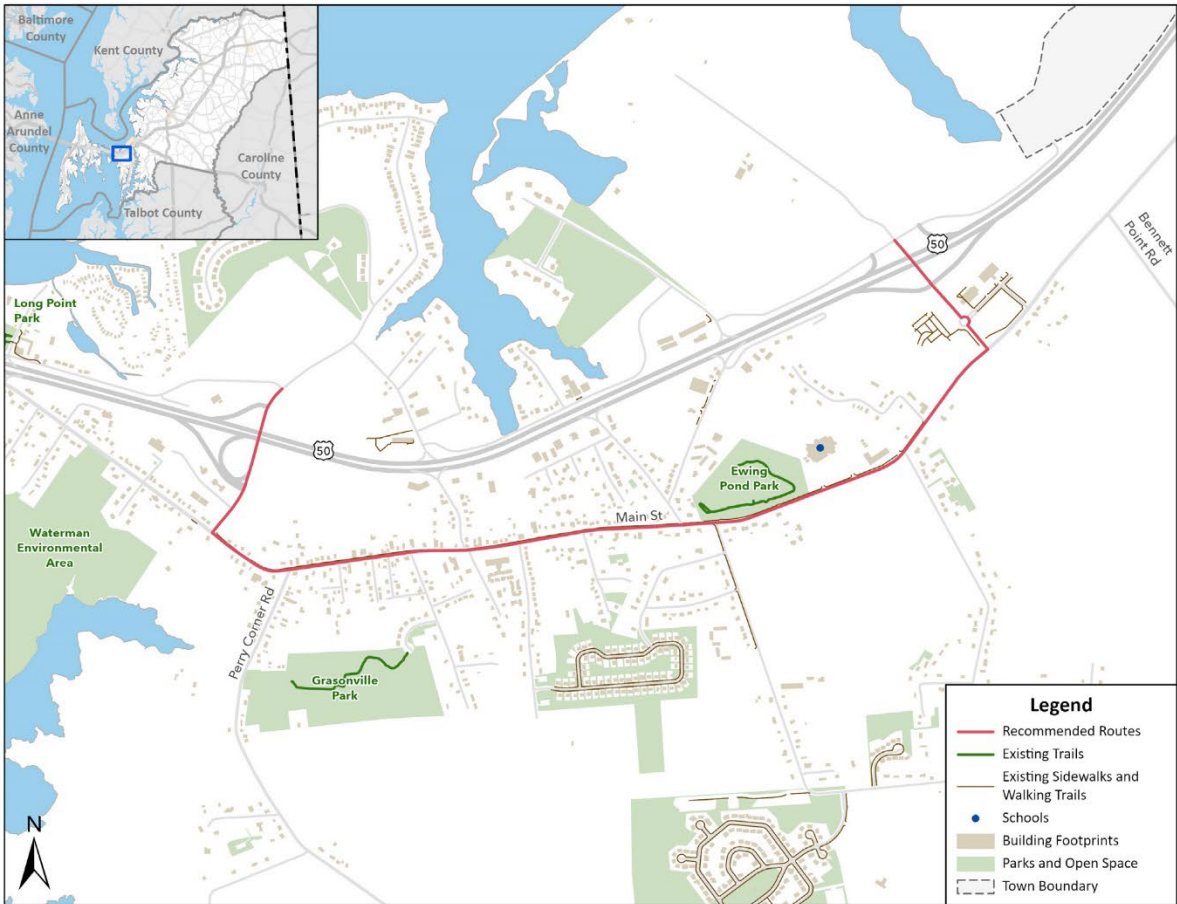 Baltimore
County
Kent County
Anne
Arundel
County
Caroline
County
Talbot County
50
Bennett
Point Rd
Long Point
Park
50
Ewing
Pond Park
Main St
Waterman
Environmental
Area
Perry Corner Rd
Grasonville
Park
Legend
Recommended Routes
Existing Trails
Existing Sidewalks and
Walking Trails
Schools
Building Footprints
Parks and Open Space
Town Boundary
N